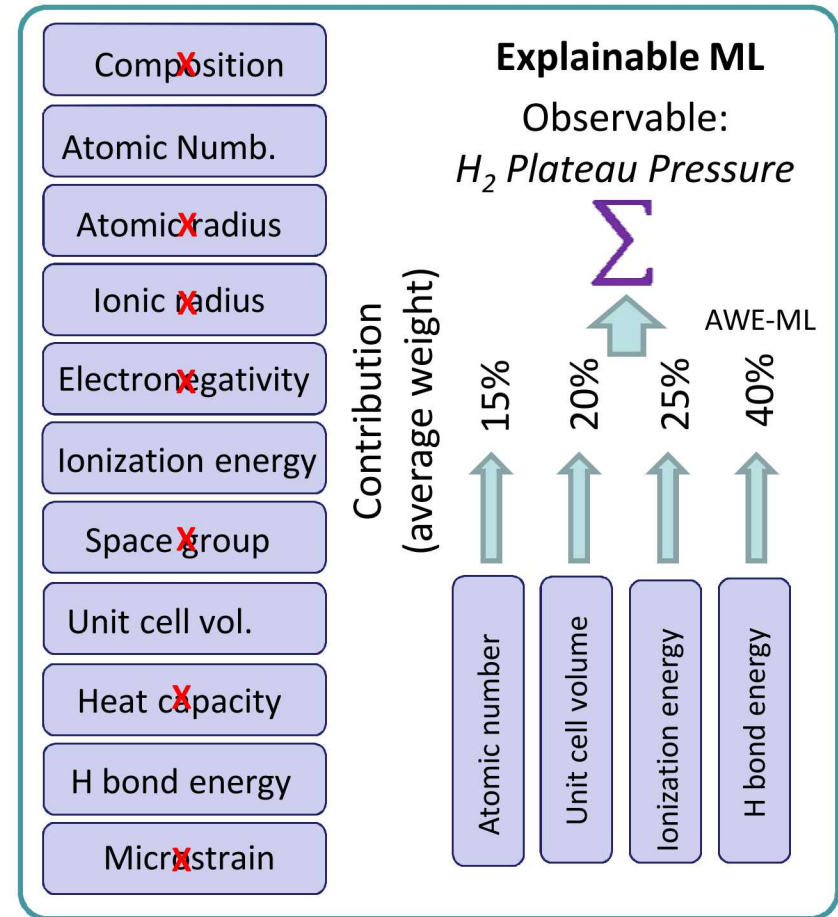 Composition
X
Atomic Numb.
Atomic radius
X
Ionic radius
X
Electronegativity
X
Ionization energy
Space group
X
Unit cell vol.
Heat capacity
X
H bond energy
Microstrain
X
Explainable ML
Observable:
H₂ Plateau Pressure
Σ
AWE-ML
Contribution
(average weight)
15%
20%
25%
40%
Atomic number
Unit cell volume
Ionization energy
H bond energy